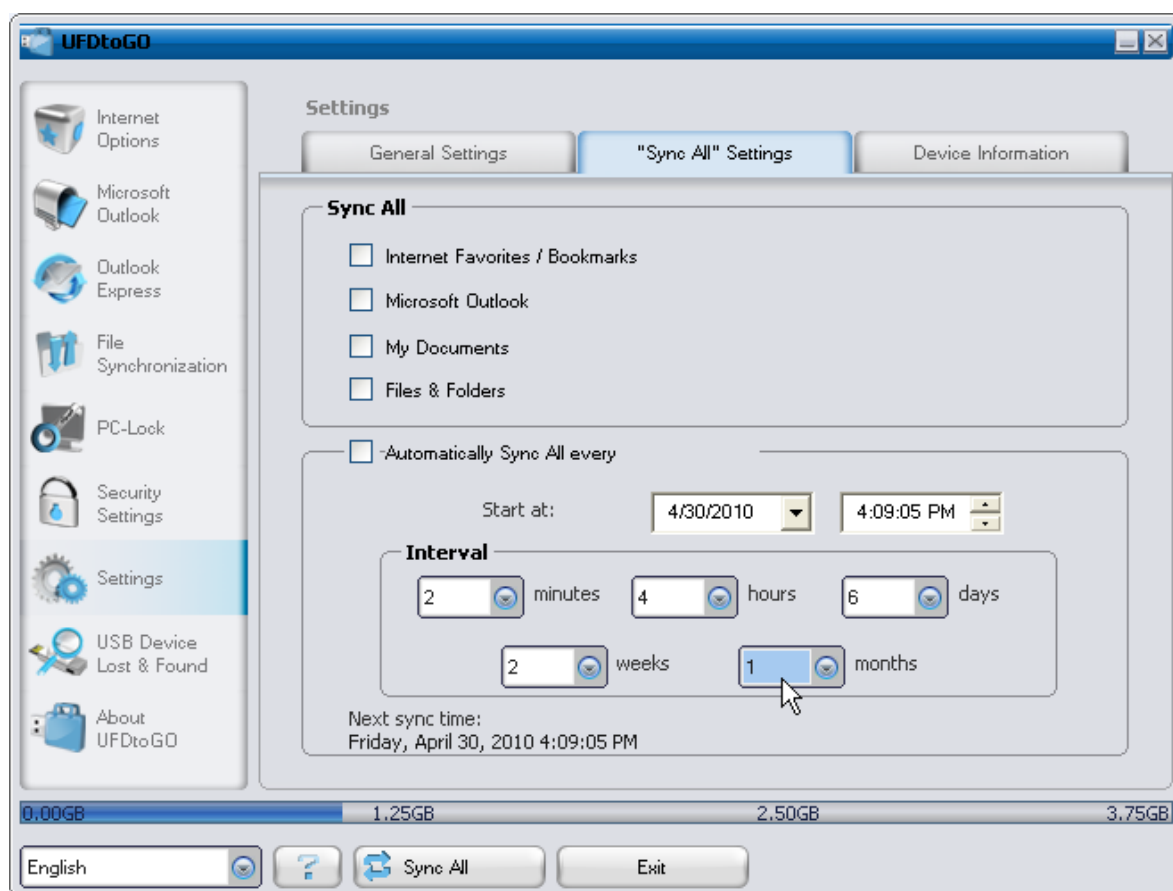 UFDtoGO
Internet
Options
Microsoft
Outlook
Outlook
Express
File
Synchronization
PC-Lock
Security
Settings
Settings
USB Device
Lost & Found
About
UFDtoGO
Settings
General Settings
"Sync All" Settings
Device Information
Sync All
Internet Favorites / Bookmarks
Microsoft Outlook
My Documents
Files & Folders
Automatically Sync All every
Start at: 4/30/2010 4:09:05 PM
Interval
2 minutes 4 hours 6 days
2 weeks 1 months
Next sync time:
Friday, April 30, 2010 4:09:05 PM
0.00GB 1.25GB 2.50GB 3.75GB
English ? Sync All Exit